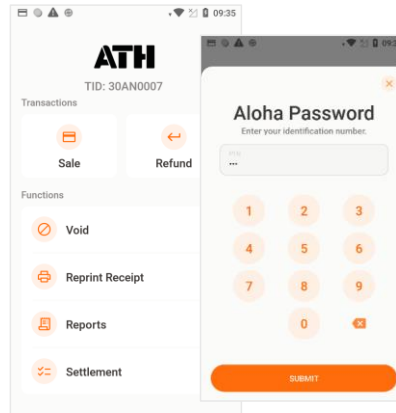 09:35
ATH
TID: 30AN0007
Transactions
Sale
Refund
Functions
Void
Reprint Receipt
Reports
Settlement
Aloha Password
Enter your identification number.
PIN
•••
1 2 3
4 5 6
7 8 9
0
SUBMIT